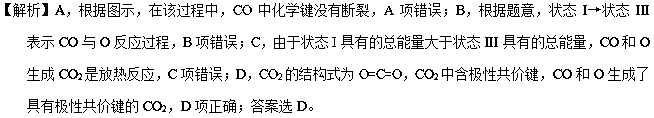 【解析】A，根据图示，在该过程中，CO 中化学键没有断裂，A 项错误；B，根据题意，状态 I→状态 III
表示 CO 与 O 反应过程，B 项错误；C，由于状态 I 具有的总能量大于状态 III 具有的总能量，CO 和 O
生成 CO₂ 是放热反应，C 项错误；D，CO₂ 的结构式为 O=C=O，CO₂ 中含极性共价键，CO 和 O 生成了
具有极性共价键的 CO₂，D 项正确；答案选 D。